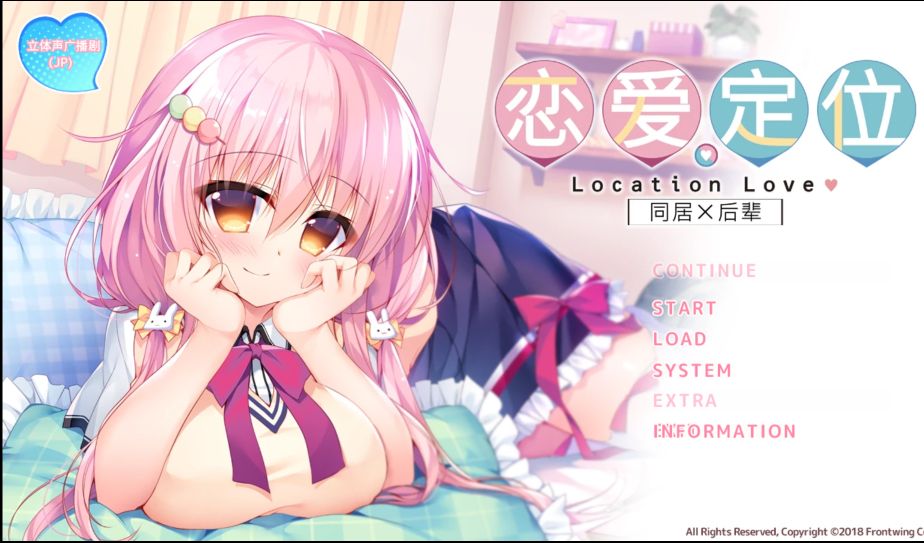 立体声广播剧
(JP)
恋爱定位
Location Love
同居×后辈
CONTINUE
START
LOAD
SYSTEM
EXTRA
INFORMATION
All Rights Reserved, Copyright ©2018 Frontwing C